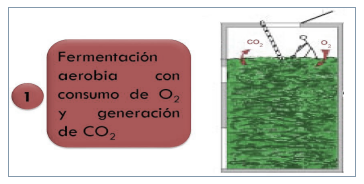 1
Fermentación
aerobia con
consumo de O₂
y generación
de CO₂
CO₂
O₂